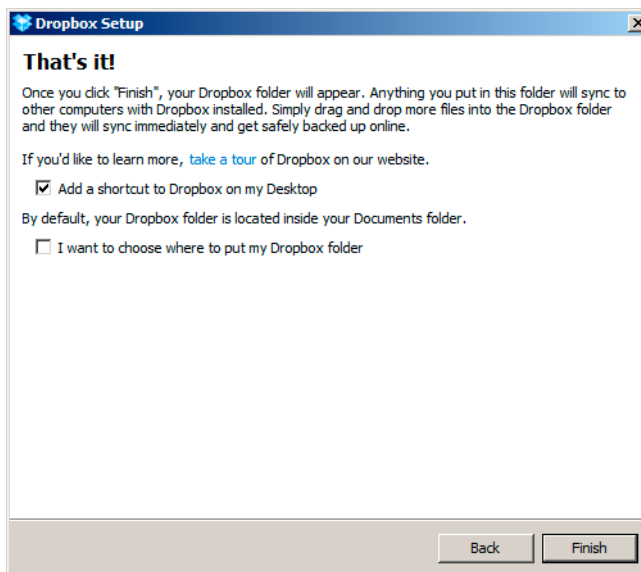 Dropbox Setup
That's it!
Once you click "Finish", your Dropbox folder will appear. Anything you put in this folder will sync to
other computers with Dropbox installed. Simply drag and drop more files into the Dropbox folder
and they will sync immediately and get safely backed up online.
If you'd like to learn more, take a tour of Dropbox on our website.
Add a shortcut to Dropbox on my Desktop
By default, your Dropbox folder is located inside your Documents folder.
I want to choose where to put my Dropbox folder
Back Finish